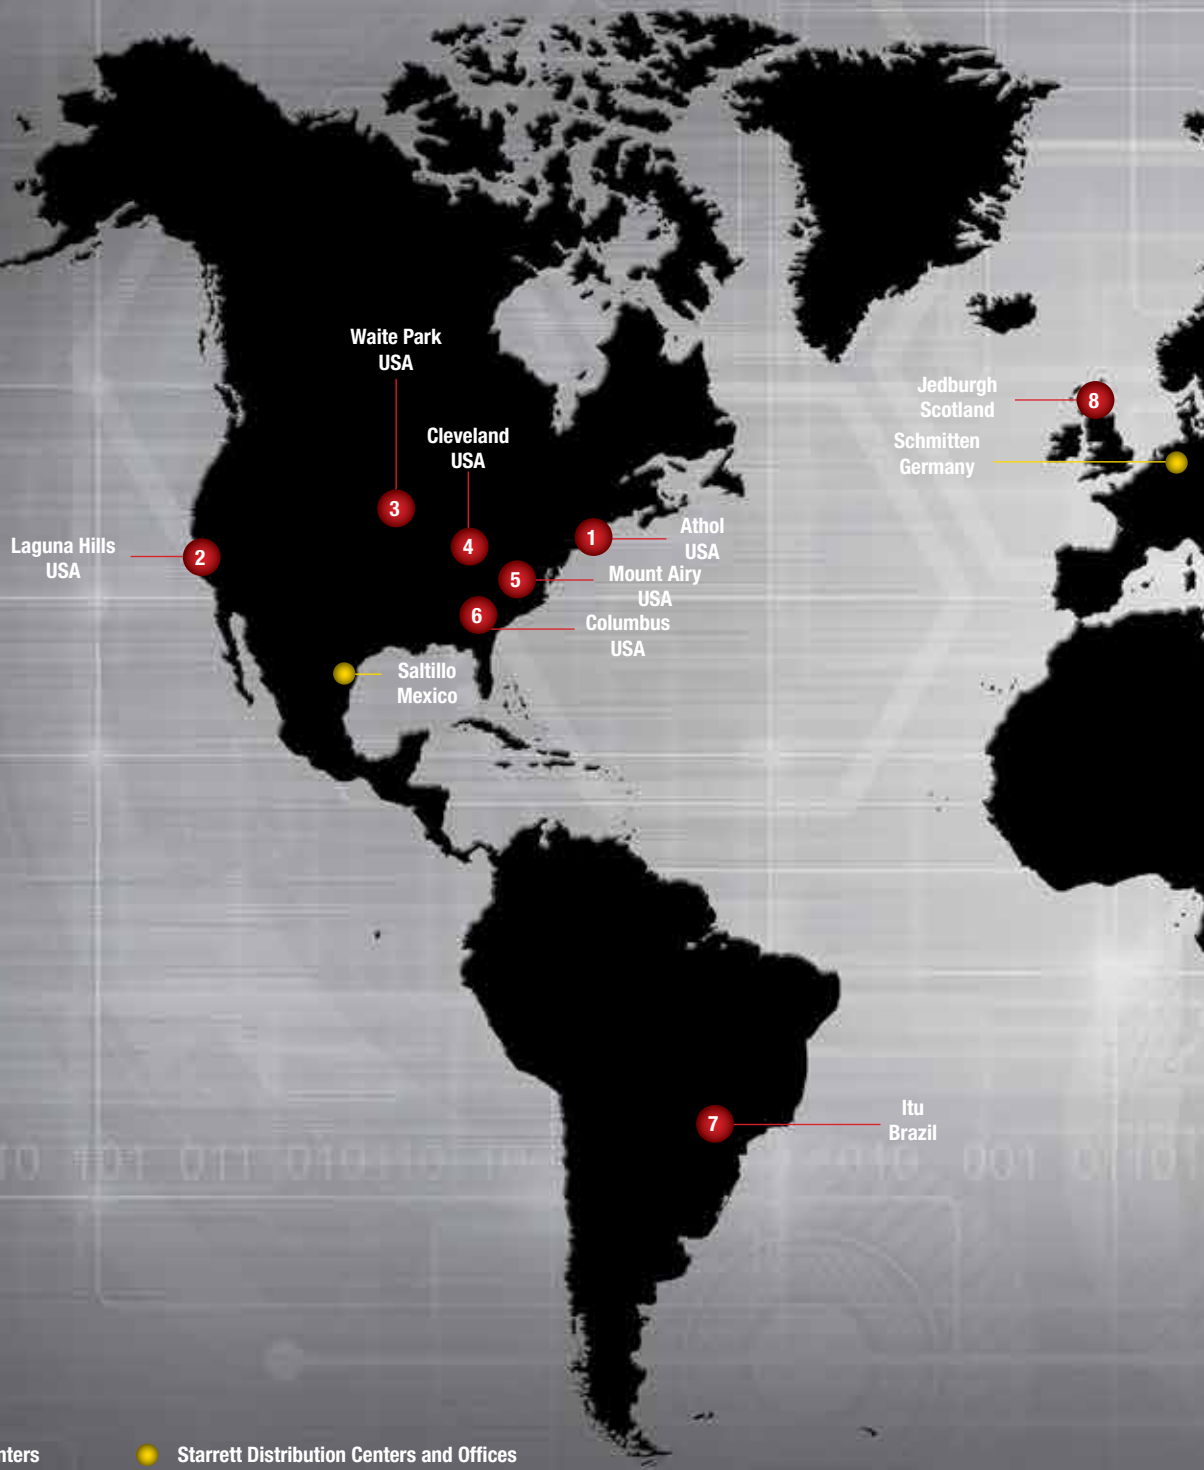 Waite Park
USA
Cleveland
USA
Jedburgh
Scotland
8
Schmitten
Germany
3
Laguna Hills
USA
2
4
1
Athol
USA
5
Mount Airy
USA
6
Columbus
USA
Saltillo
Mexico
7
Itu
Brazil
nters
Starrett Distribution Centers and Offices